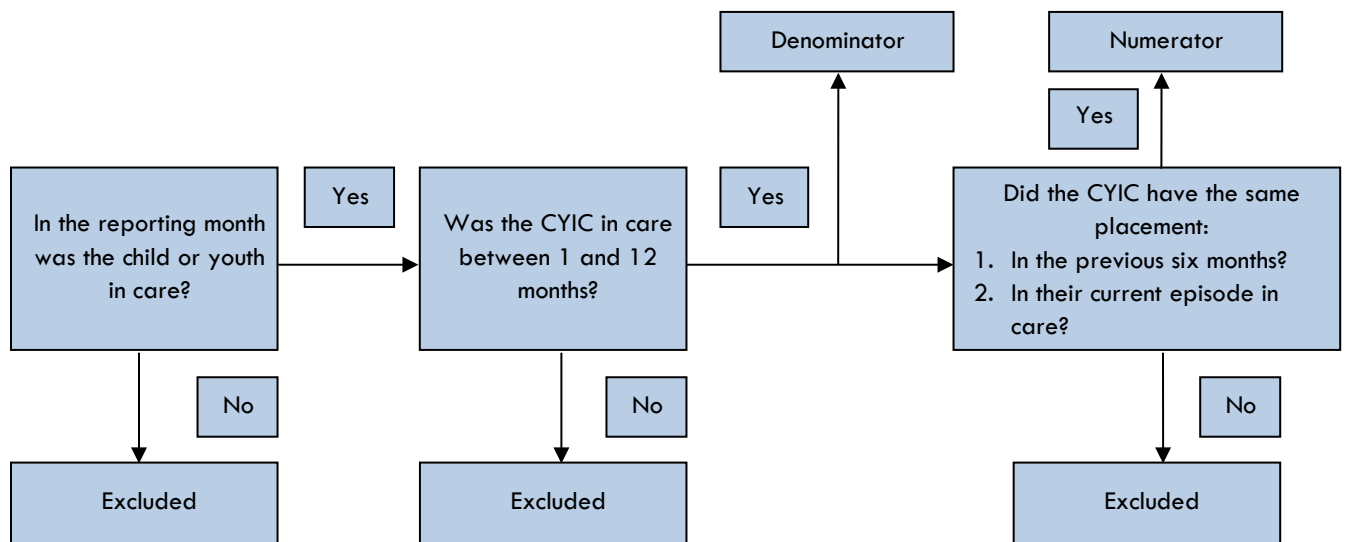 Denominator
Numerator
Yes
In the reporting month
was the child or youth
in care?
Yes
Was the CYIC in care
between 1 and 12
months?
Yes
Did the CYIC have the same
placement:
1. In the previous six months?
2. In their current episode in
care?
No
No
No
Excluded
Excluded
Excluded